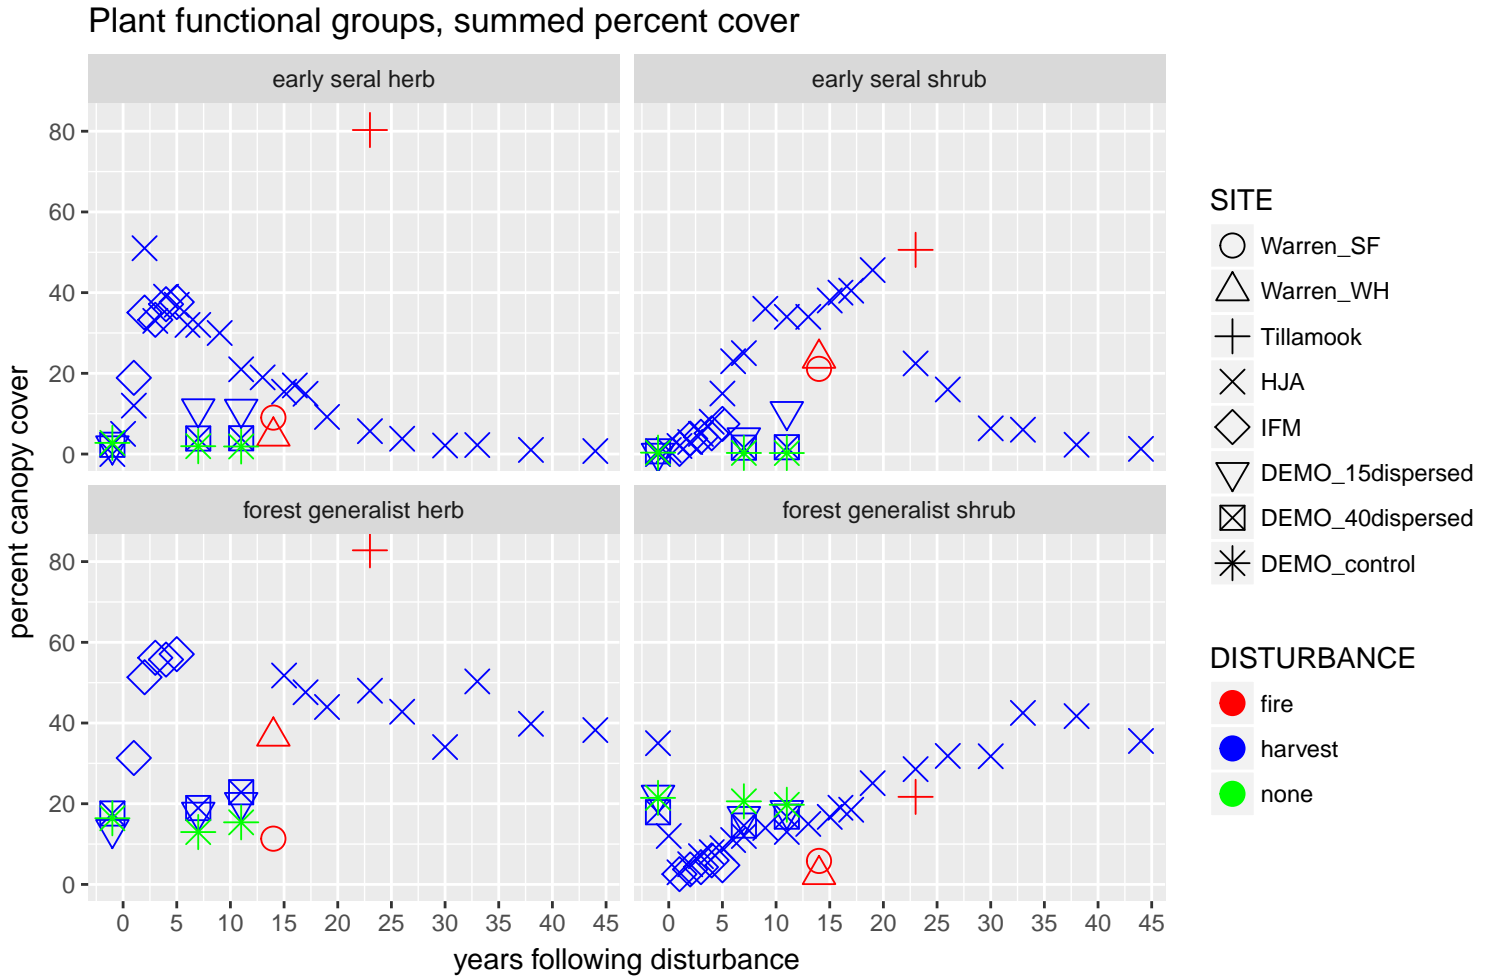 Plant functional groups, summed percent cover
early seral herb
early seral shrub
80
60
40
20
0
forest generalist herb
forest generalist shrub
80
60
40
20
0
0 5 10 15 20 25 30 35 40 45
0 5 10 15 20 25 30 35 40 45
years following disturbance
percent canopy cover
SITE
Warren_SF
Warren_WH
Tillamook
HJA
IFM
DEMO_15dispersed
DEMO_40dispersed
DEMO_control
DISTURBANCE
fire
harvest
none